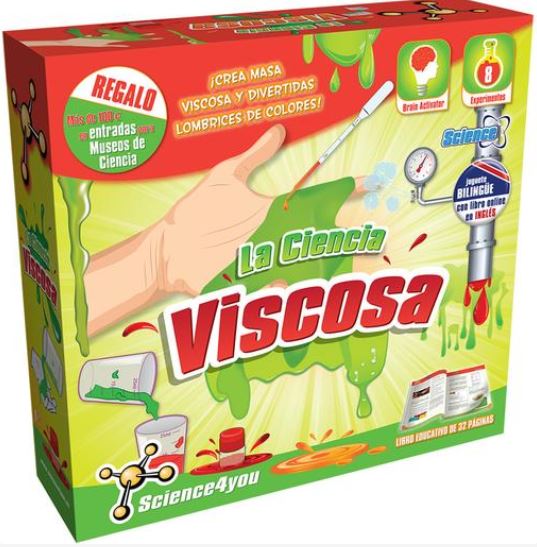 REGALO
Más de 100 €
en entradas para
Museos de
Ciencia
¡CREA MASA
VISCOSA Y DIVERTIDAS
LOMBRICES DE COLORES!
Brain Activator
8
Experimentos
Science
Juguete
BILINGÜE
con libro online
en INGLÉS
La Ciencia
Viscosa
Viscosa
LIBRO EDUCATIVO DE 32 PÁGINAS
Science4you